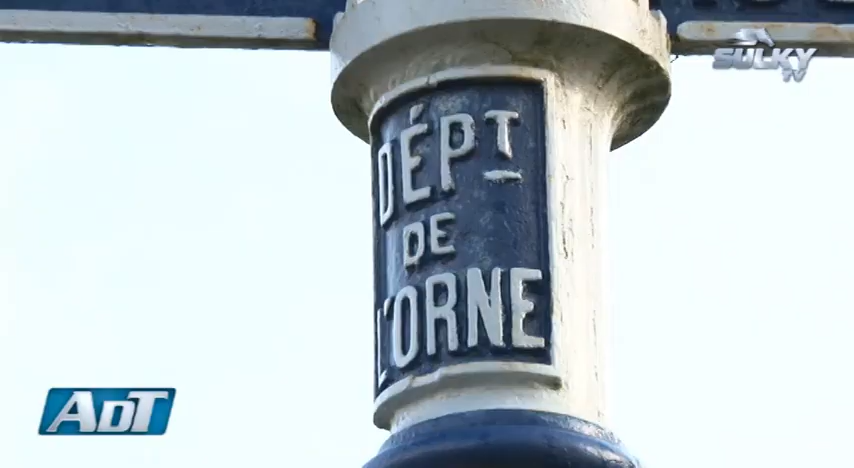 SULKY
TV
DÉPT
DE
L'ORNE
ADT